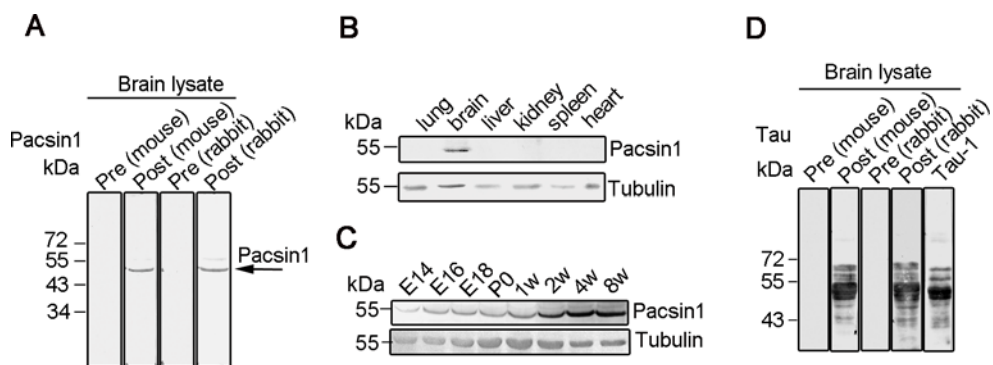 A
Brain lysate
Pacsin1
kDa
Pre (mouse)
Post (mouse)
Pre (rabbit)
Post (rabbit)
72
55
43
34
Pacsin1
B
kDa
lung
brain
liver
kidney
spleen
heart
55
Pacsin1
55
Tubulin
C
kDa
E14
E16
E18
P0
1w
2w
4w
8w
55
Pacsin1
55
Tubulin
D
Brain lysate
Tau
kDa
Pre (mouse)
Post (mouse)
Pre (rabbit)
Post (rabbit)
Tau-1
72
55
43